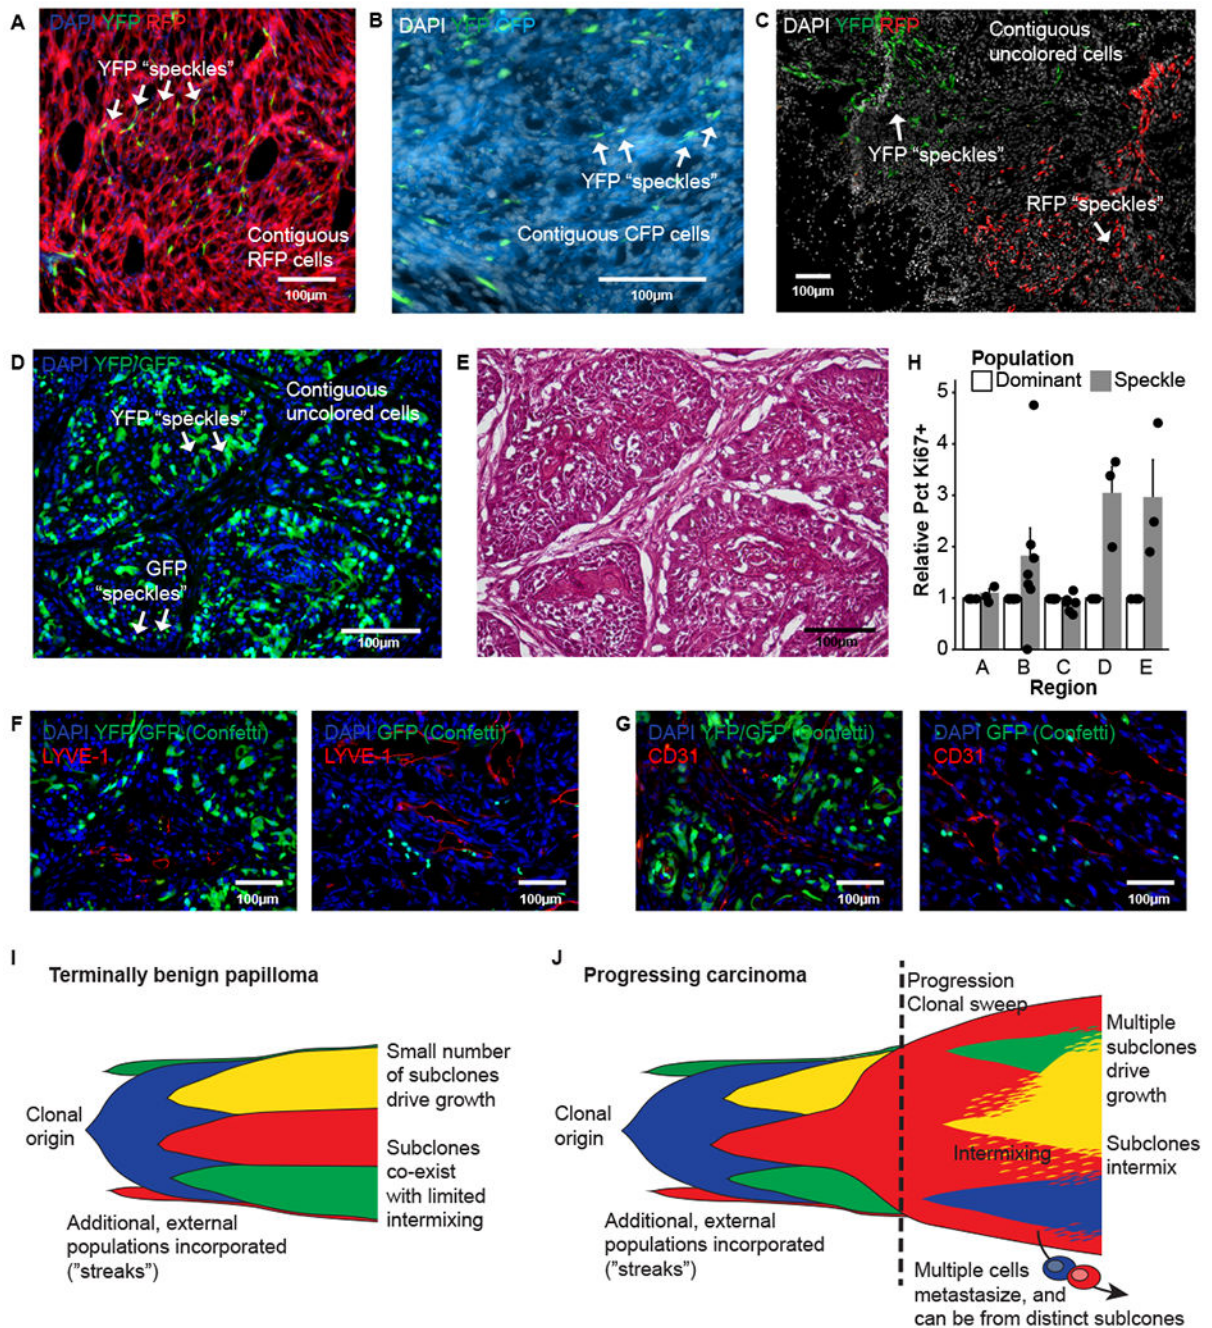 A
DAPI YFP RFP
YFP "speckles"
Contiguous
RFP cells
100µm
B
DAPI YFP CFP
YFP "speckles"
Contiguous CFP cells
100µm
C
DAPI YFP RFP
Contiguous
uncolored cells
YFP "speckles"
RFP "speckles"
100µm
D
DAPI YFP/GFP
Contiguous
uncolored cells
YFP "speckles"
GFP
"speckles"
100µm
E
100µm
H
Population
Dominant Speckle
Relative Pct Ki67+
5
4
3
2
1
0
A B C D E
Region
F
DAPI YFP/GFP (Confetti)
LYVE-1
100µm
DAPI GFP (Confetti)
LYVE-1
100µm
G
DAPI YFP/GFP (Confetti)
CD31
100µm
DAPI GFP (Confetti)
CD31
100µm
I
Terminally benign papilloma
Clonal
origin
Small number
of subclones
drive growth
Subclones
co-exist
with limited
intermixing
Additional, external
populations incorporated
("streaks")
J
Progressing carcinoma
Progression
Clonal sweep
Clonal
origin
Multiple
subclones
drive
growth
Intermixing
Subclones
intermix
Additional, external
populations incorporated
("streaks")
Multiple cells
metastasize, and
can be from distinct sublcones